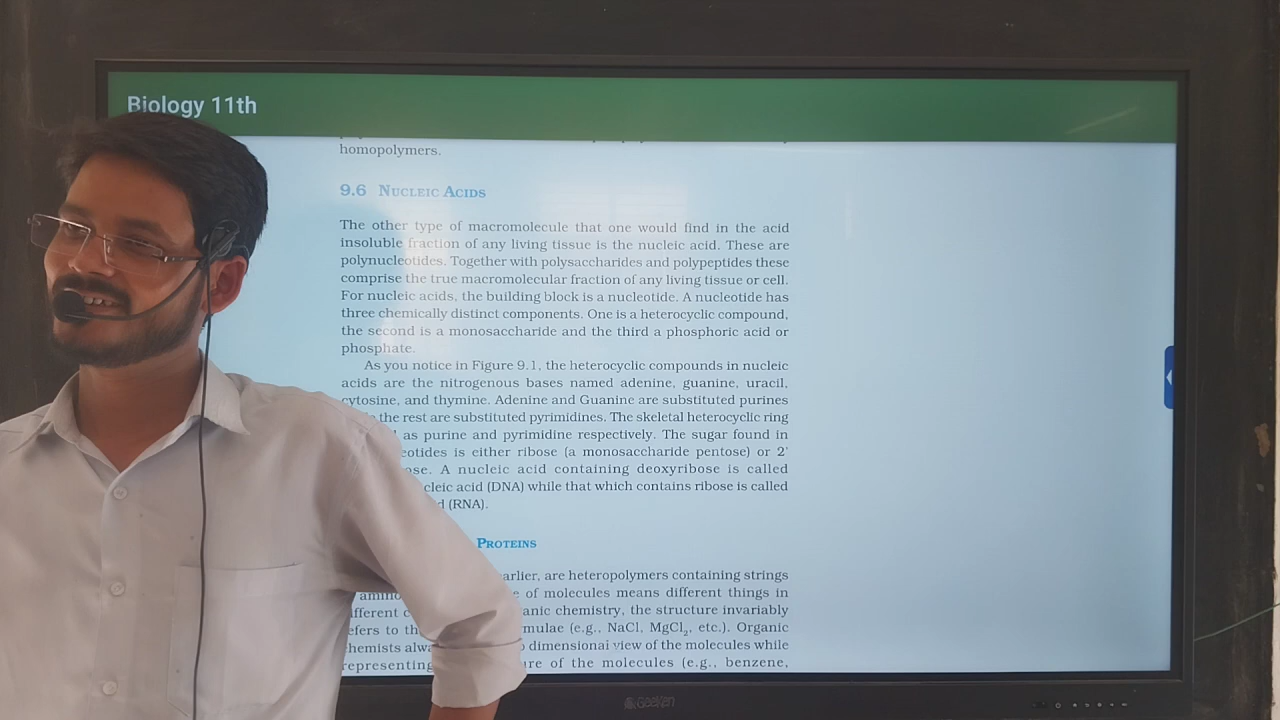 Biology 11th
homopolymers.
9.6 NUCLEIC ACIDS
The other type of macromolecule that one would find in the acid
insoluble fraction of any living tissue is the nucleic acid. These are
polynucleotides. Together with polysaccharides and polypeptides these
comprise the true macromolecular fraction of any living tissue or cell.
For nucleic acids, the building block is a nucleotide. A nucleotide has
three chemically distinct components. One is a heterocyclic compound,
the second is a monosaccharide and the third a phosphoric acid or
phosphate.
As you notice in Figure 9.1, the heterocyclic compounds in nucleic
acids are the nitrogenous bases named adenine, guanine, uracil,
cytosine, and thymine. Adenine and Guanine are substituted purines
the rest are substituted pyrimidines. The skeletal heterocyclic ring
as purine and pyrimidine respectively. The sugar found in
eotides is either ribose (a monosaccharide pentose) or 2'
ose. A nucleic acid containing deoxyribose is called
cleic acid (DNA) while that which contains ribose is called
d (RNA).
PROTEINS
arlier, are heteropolymers containing strings
amino e of molecules means different things in
ifferent c anic chemistry, the structure invariably
efers to th mulae (e.g., NaCl, MgCl₂, etc.). Organic
hemists alwa dimensional view of the molecules while
representing ure of the molecules (e.g., benzene,
Geeken